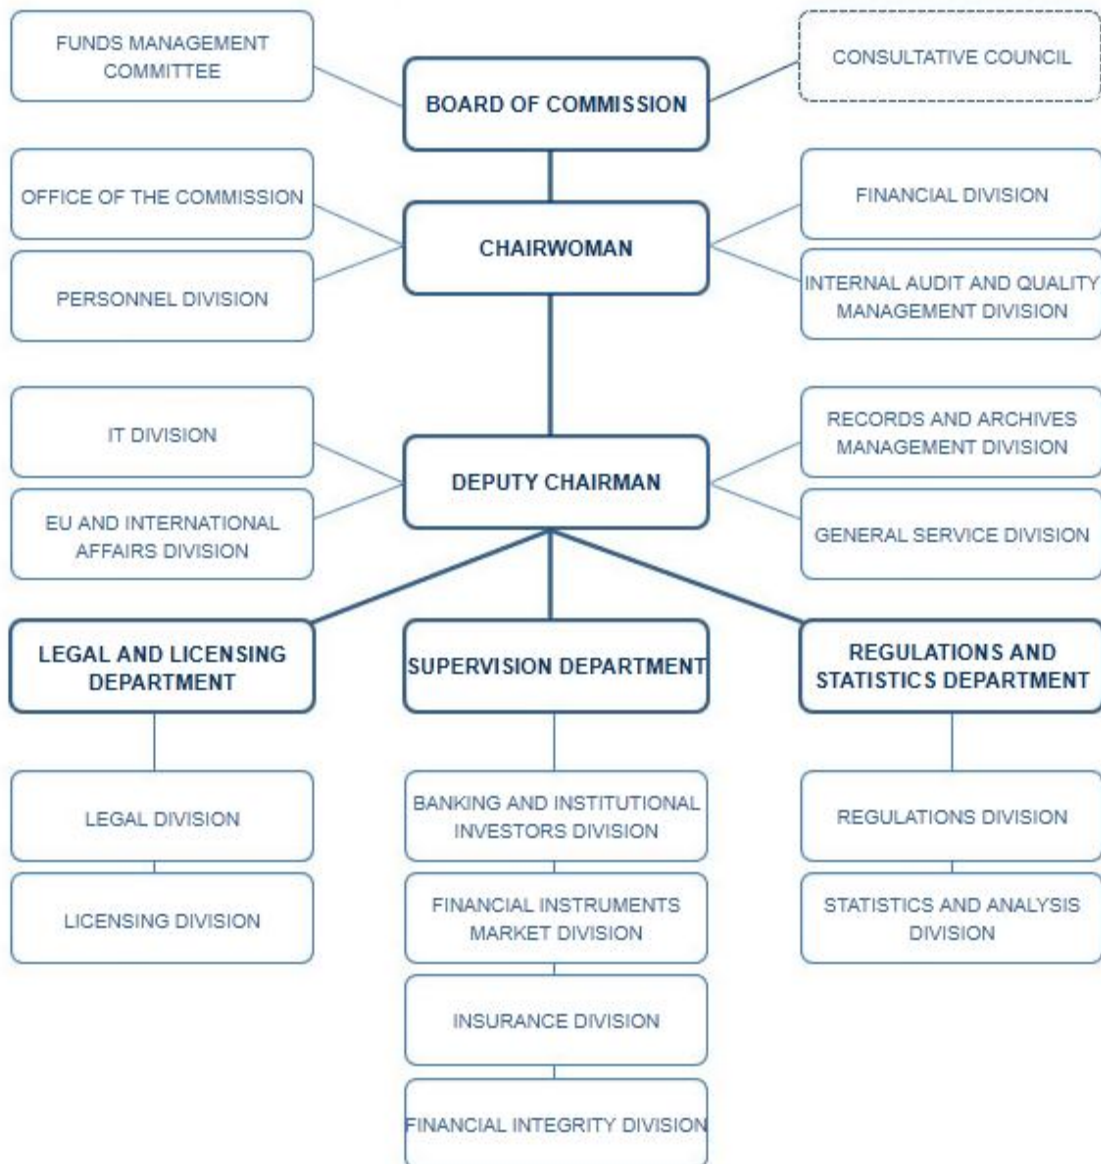 FUNDS MANAGEMENT
COMMITTEE
CONSULTATIVE COUNCIL
BOARD OF COMMISSION
OFFICE OF THE COMMISSION
FINANCIAL DIVISION
CHAIRWOMAN
PERSONNEL DIVISION
INTERNAL AUDIT AND QUALITY
MANAGEMENT DIVISION
IT DIVISION
RECORDS AND ARCHIVES
MANAGEMENT DIVISION
DEPUTY CHAIRMAN
EU AND INTERNATIONAL
AFFAIRS DIVISION
GENERAL SERVICE DIVISION
LEGAL AND LICENSING
DEPARTMENT
SUPERVISION DEPARTMENT
REGULATIONS AND
STATISTICS DEPARTMENT
LEGAL DIVISION
BANKING AND INSTITUTIONAL
INVESTORS DIVISION
REGULATIONS DIVISION
LICENSING DIVISION
FINANCIAL INSTRUMENTS
MARKET DIVISION
STATISTICS AND ANALYSIS
DIVISION
INSURANCE DIVISION
FINANCIAL INTEGRITY DIVISION